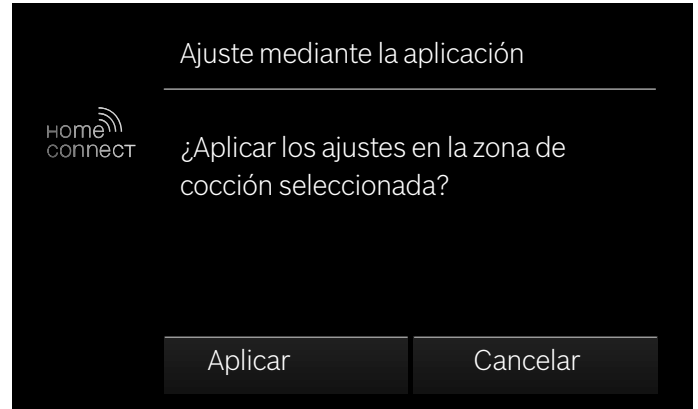 Ajuste mediante la aplicación
Home
connect
¿Aplicar los ajustes en la zona de
cocción seleccionada?
Aplicar
Cancelar